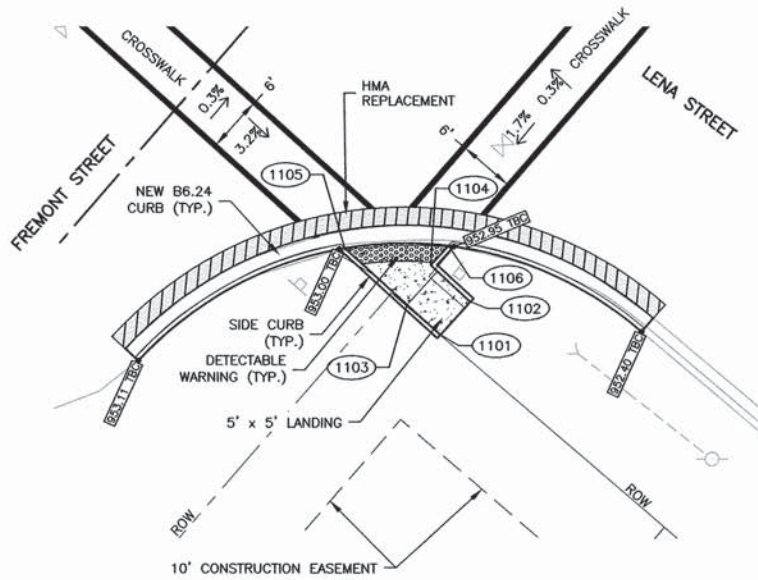 CROSSWALK
0.3%
3.2%
6'
HMA
REPLACEMENT
CROSSWALK
0.3%
1.7%
6'
LENA STREET
FREMONT STREET
1105
1104
NEW B6.24
CURB (TYP.)
952.95 TBC
953.00 TBC
1106
1102
SIDE CURB
(TYP.)
1101
DETECTABLE
WARNING (TYP.)
1103
952.40 TBC
953.11 TBC
5' x 5' LANDING
ROW
ROW
10' CONSTRUCTION EASEMENT